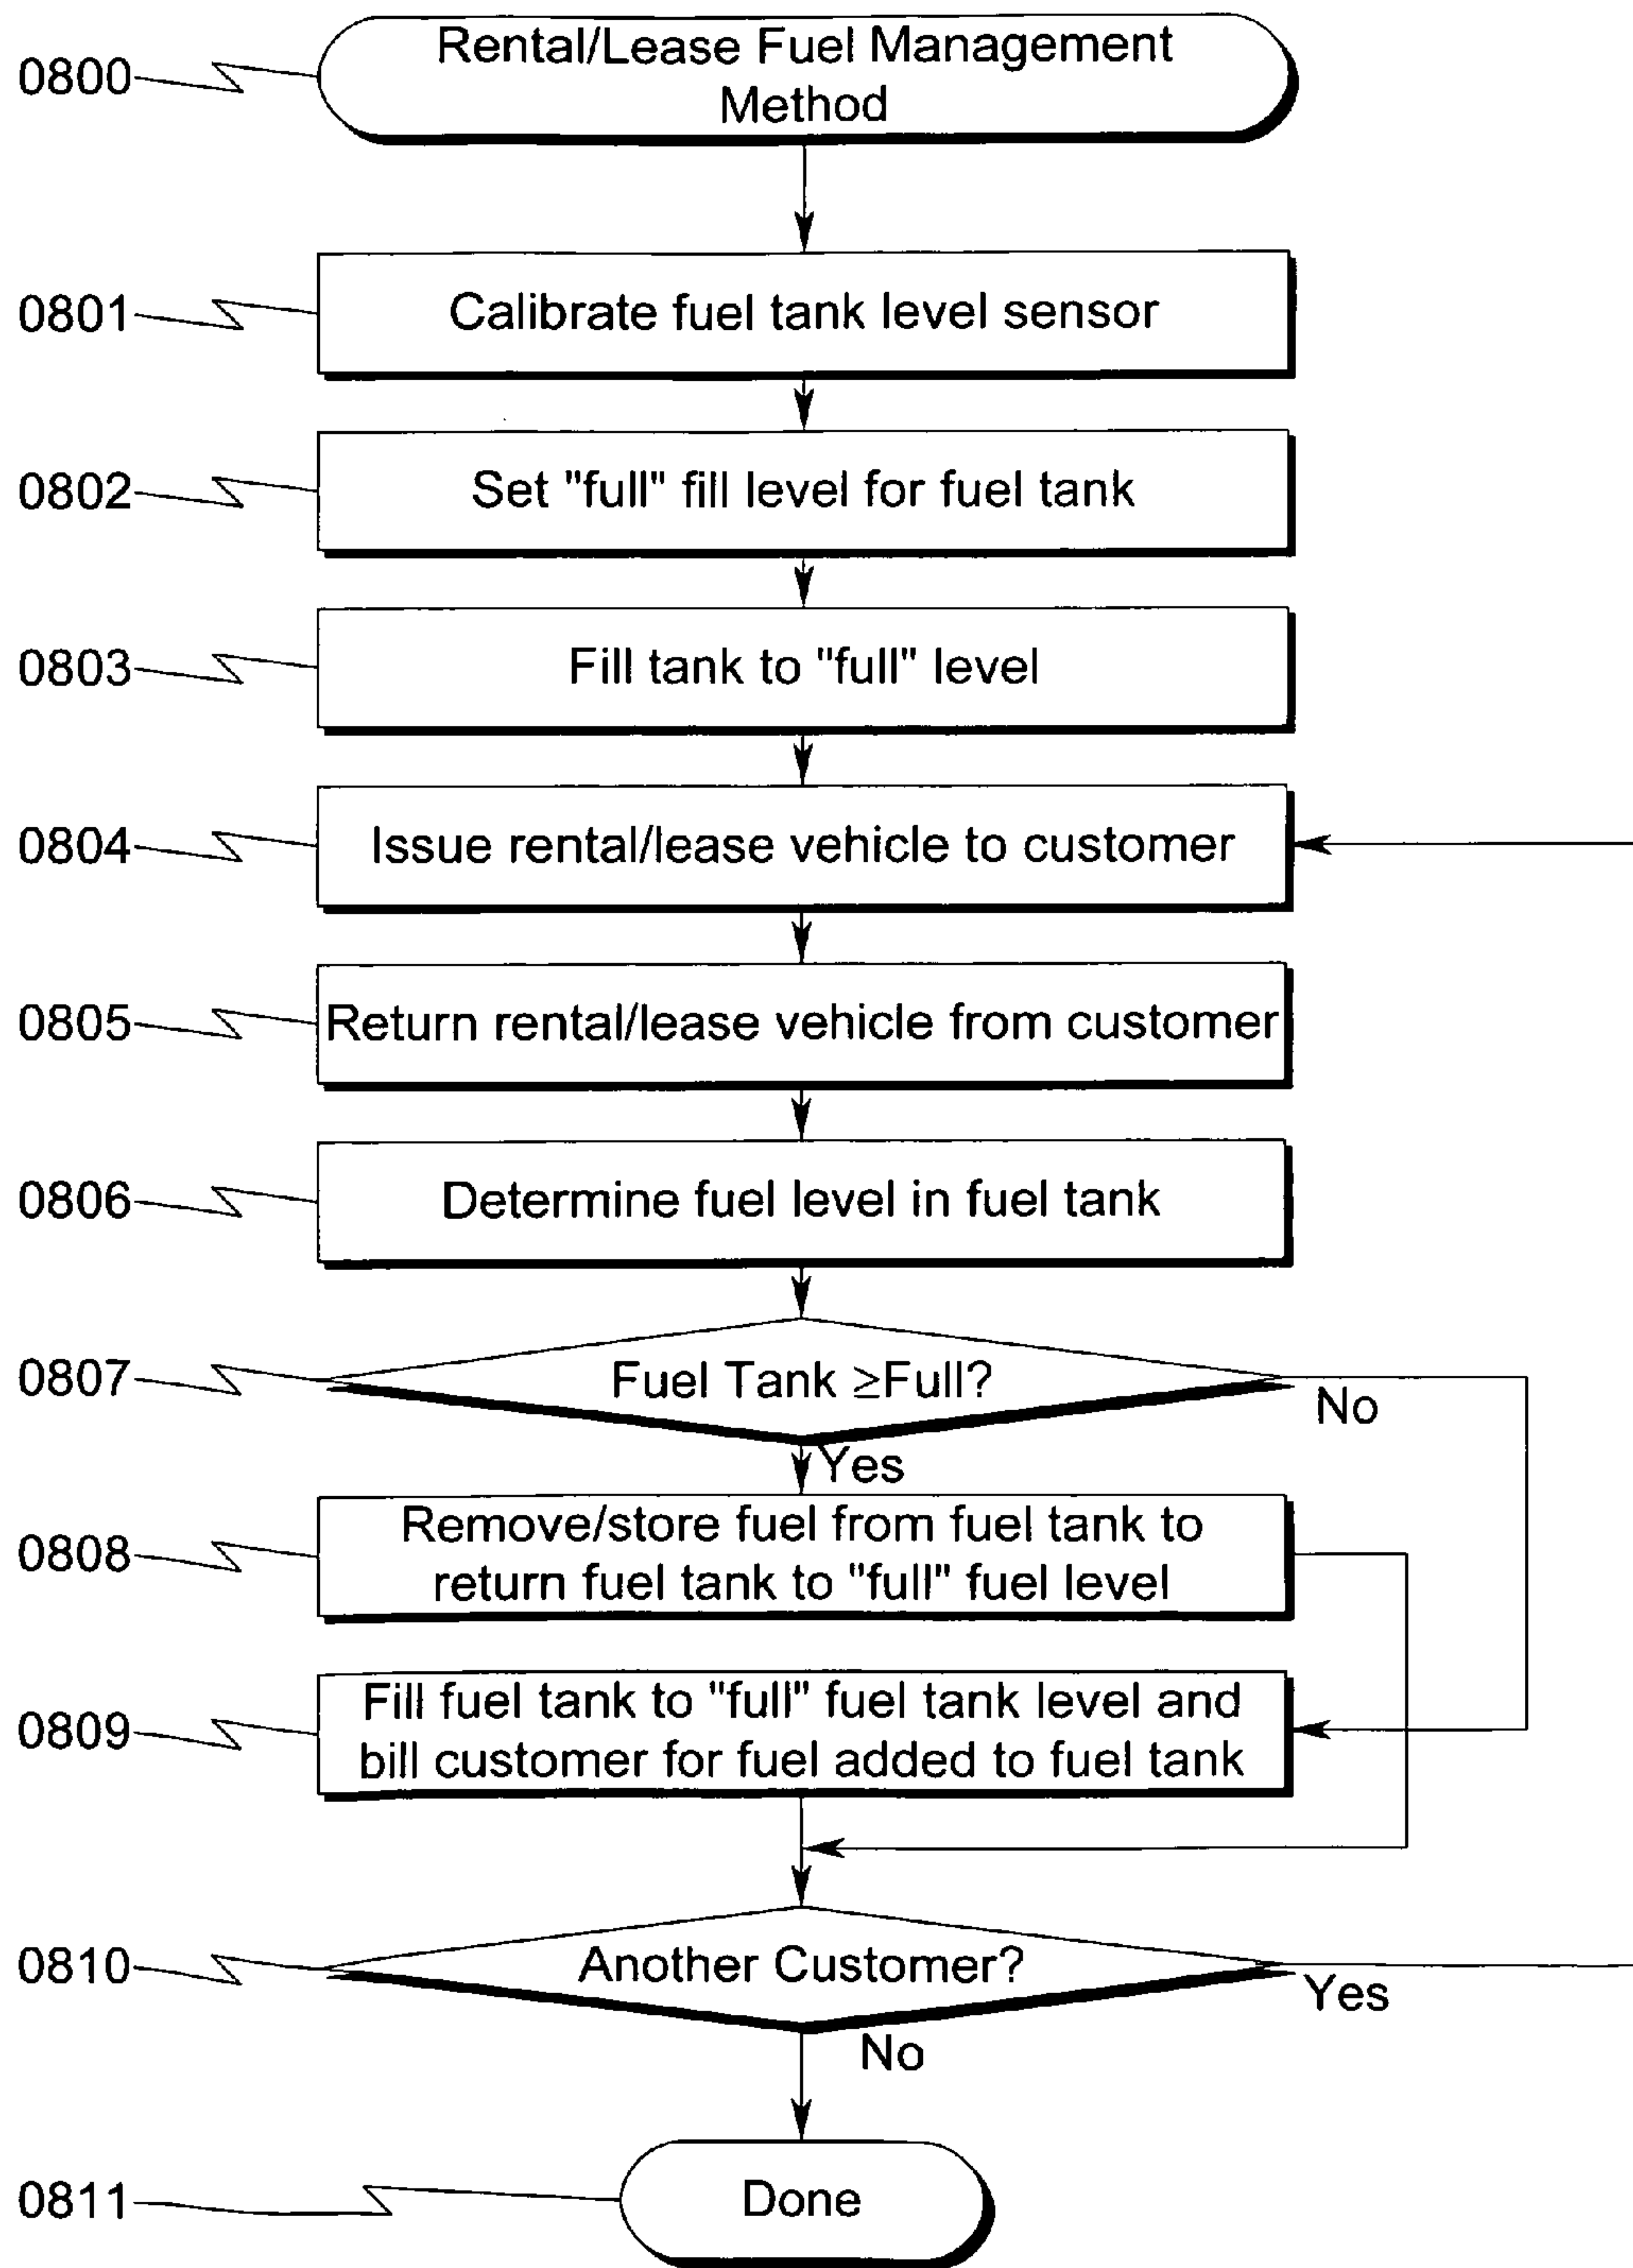 0800
Rental/Lease Fuel Management
Method
0801
Calibrate fuel tank level sensor
0802
Set "full" fill level for fuel tank
0803
Fill tank to "full" level
0804
Issue rental/lease vehicle to customer
0805
Return rental/lease vehicle from customer
0806
Determine fuel level in fuel tank
0807
Fuel Tank ≥Full?
No
Yes
0808
Remove/store fuel from fuel tank to
return fuel tank to "full" fuel level
0809
Fill fuel tank to "full" fuel tank level and
bill customer for fuel added to fuel tank
0810
Another Customer?
Yes
No
0811
Done